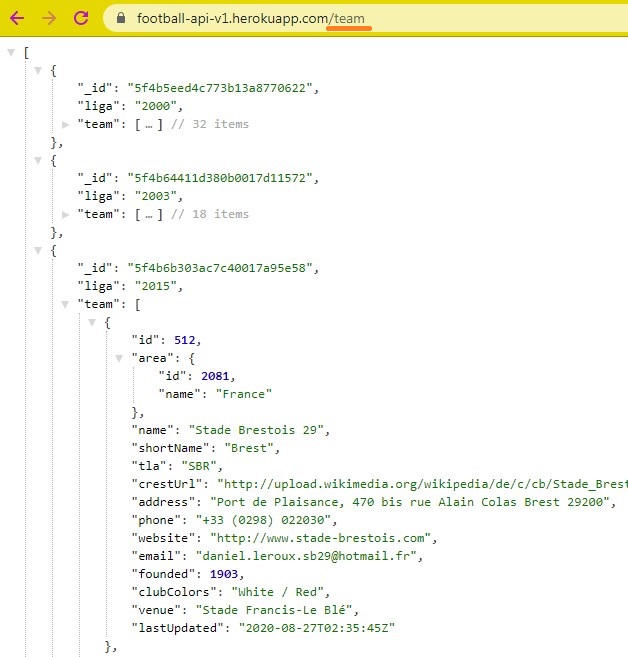 football-api-v1.herokuapp.com/team
[
{
"_id": "5f4b5eed4c773b13a8770622",
"liga": "2000",
"team": [ … ] // 32 items
},
{
"_id": "5f4b64411d380b0017d11572",
"liga": "2003",
"team": [ … ] // 18 items
},
{
"_id": "5f4b6b303ac7c40017a95e58",
"liga": "2015",
"team": [
{
"id": 512,
"area": {
"id": 2081,
"name": "France"
},
"name": "Stade Brestois 29",
"shortName": "Brest",
"tla": "SBR",
"crestUrl": "http://upload.wikimedia.org/wikipedia/de/c/cb/Stade_Brest
"address": "Port de Plaisance, 470 bis rue Alain Colas Brest 29200",
"phone": "+33 (0298) 022030",
"website": "http://www.stade-brestois.com",
"email": "daniel.leroux.sb29@hotmail.fr",
"founded": 1903,
"clubColors": "White / Red",
"venue": "Stade Francis-Le Blé",
"lastUpdated": "2020-08-27T02:35:45Z"
},